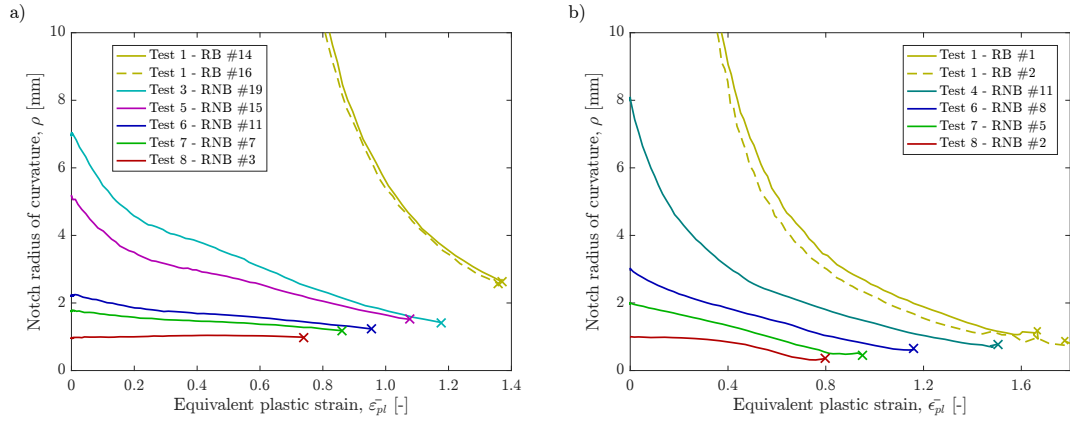 a)
10
8
6
4
2
0
Notch radius of curvature, ρ [mm]
Test 1 - RB #14
Test 1 - RB #16
Test 3 - RNB #19
Test 5 - RNB #15
Test 6 - RNB #11
Test 7 - RNB #7
Test 8 - RNB #3
0 0.2 0.4 0.6 0.8 1.0 1.2 1.4
Equivalent plastic strain, ε̄_pl [-]
b)
10
8
6
4
2
0
Notch radius of curvature, ρ [mm]
Test 1 - RB #1
Test 1 - RB #2
Test 4 - RNB #11
Test 6 - RNB #8
Test 7 - RNB #5
Test 8 - RNB #2
0 0.4 0.8 1.2 1.6
Equivalent plastic strain, ϵ̄_pl [-]